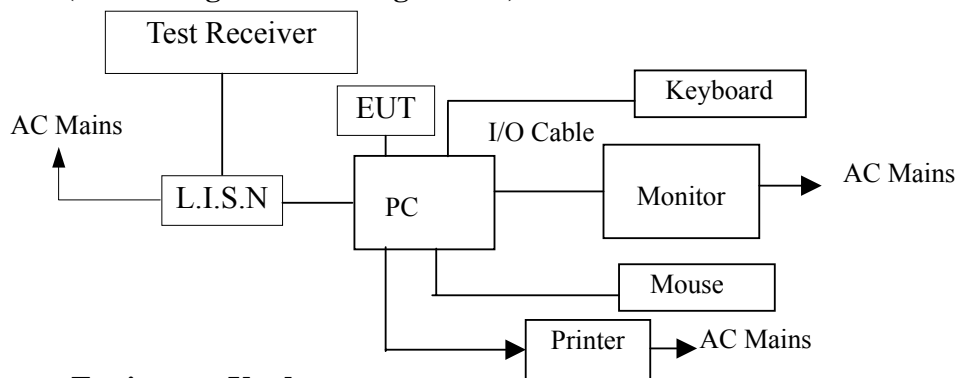 Test Receiver
Keyboard
EUT
AC Mains
I/O Cable
AC Mains
L.I.S.N
PC
Monitor
Mouse
Printer
AC Mains